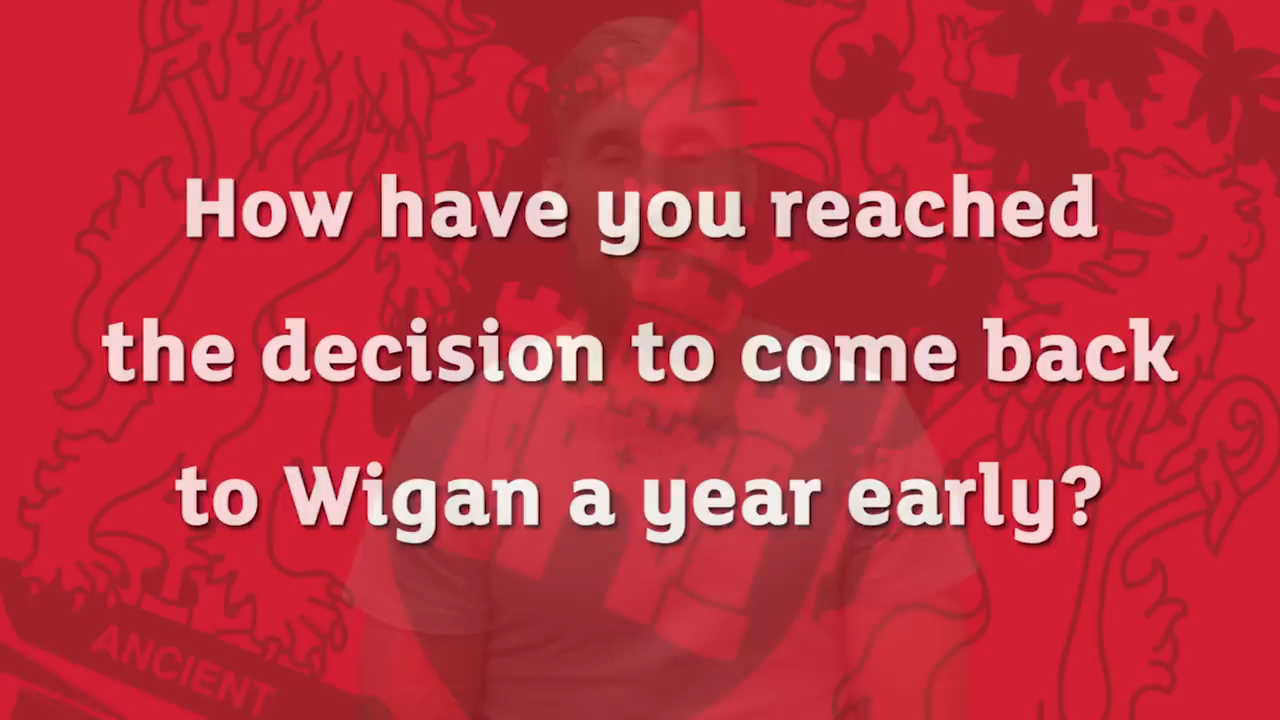 How have you reached
the decision to come back
to Wigan a year early?
ANCIENT